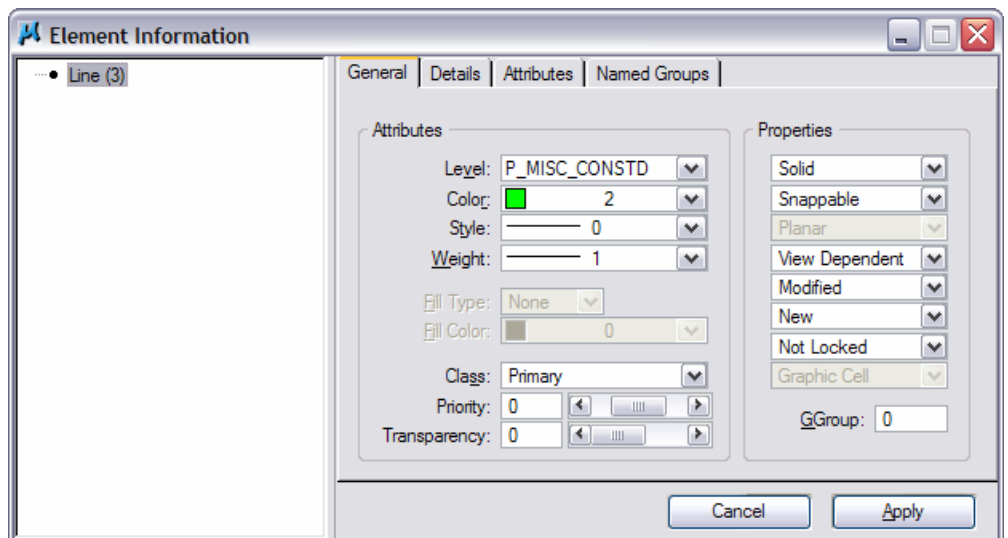 Element Information
Line (3)
General Details Attributes Named Groups
Attributes
Level: P_MISC_CONSTD
Color: 2
Style: 0
Weight: 1
Fill Type: None
Fill Color: 0
Class: Primary
Priority: 0
Transparency: 0
Properties
Solid
Snappable
Planar
View Dependent
Modified
New
Not Locked
Graphic Cell
GGroup: 0
Cancel Apply